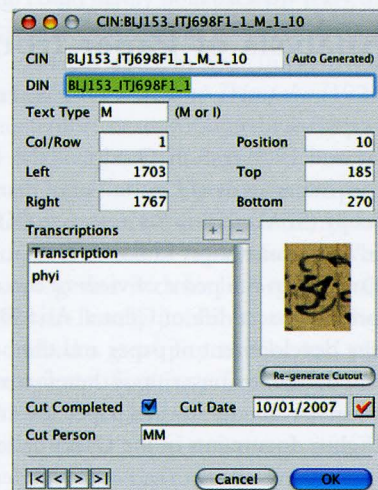 CIN:BLJ153_ITJ698F1_1_M_1_10
CIN BLJ153_ITJ698F1_1_M_1_10 (Auto Generated)
DIN BLJ153_ITJ698F1_1
Text Type M (M or I)
Col/Row 1 Position 10
Left 1703 Top 185
Right 1767 Bottom 270
Transcriptions + -
Transcription
phyi
Re-generate Cutout
Cut Completed Cut Date 10/01/2007
Cut Person MM
|< < > >| Cancel OK